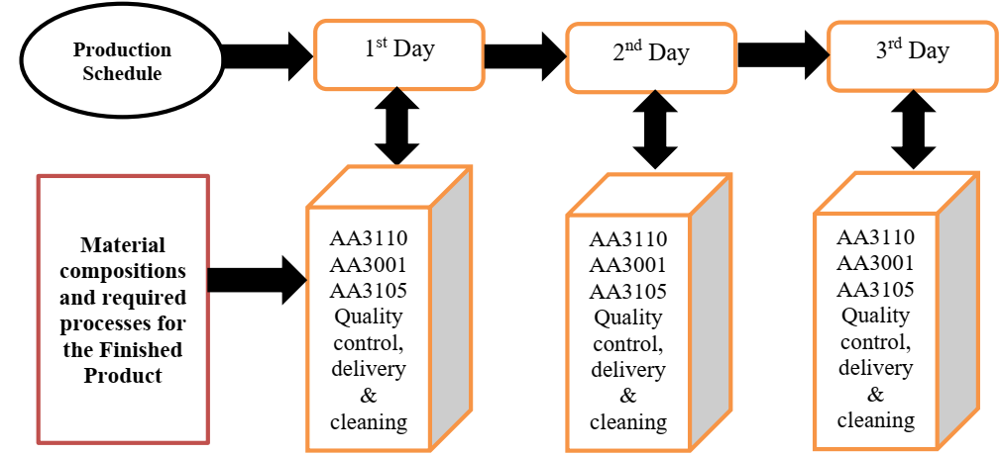 Production
Schedule
1st Day
2nd Day
3rd Day
Material
compositions
and required
processes for
the Finished
Product
AA3110
AA3001
AA3105
Quality
control,
delivery
&
cleaning
AA3110
AA3001
AA3105
Quality
control,
delivery
&
cleaning
AA3110
AA3001
AA3105
Quality
control,
delivery
&
cleaning